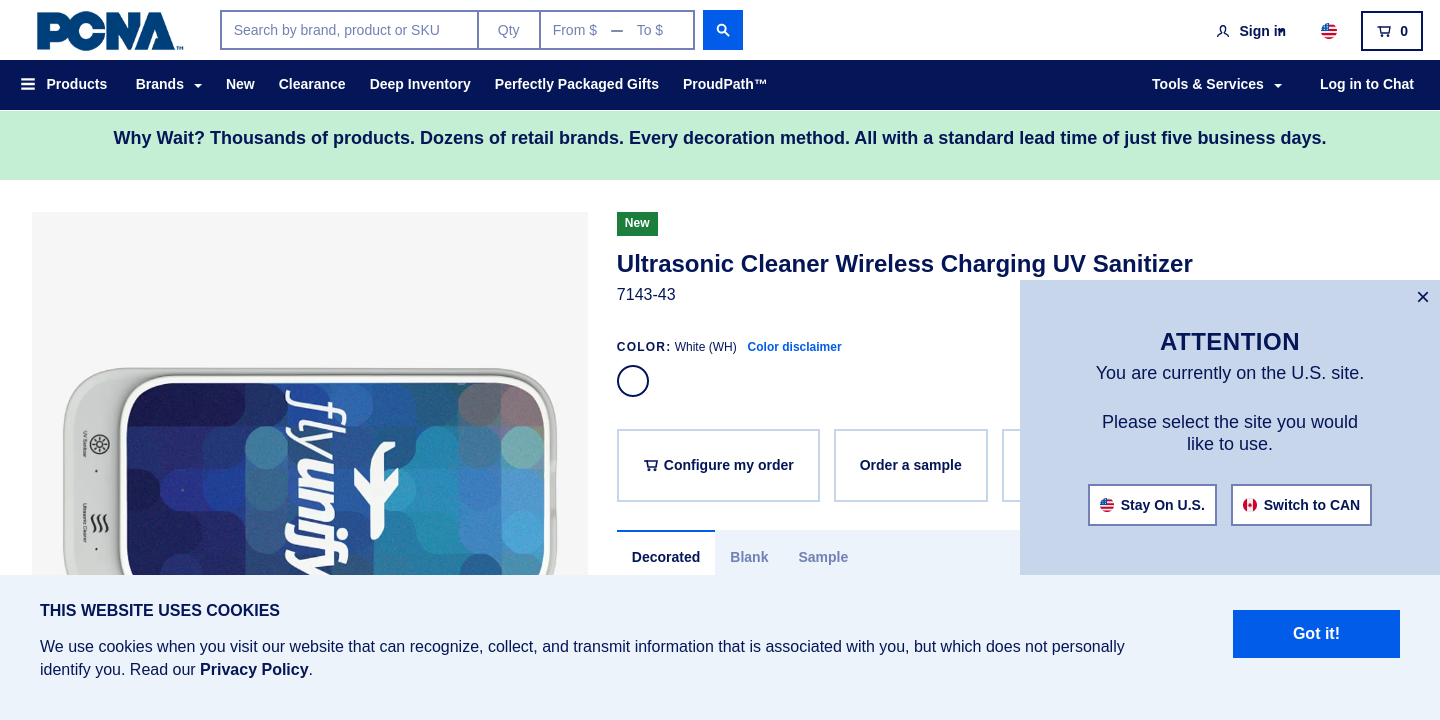 PCNA™
Search by brand, product or SKU
Qty
From $ — To $
Sign in
0
Products
Brands
New
Clearance
Deep Inventory
Perfectly Packaged Gifts
ProudPath™
Tools & Services
Log in to Chat
Why Wait? Thousands of products. Dozens of retail brands. Every decoration method. All with a standard lead time of just five business days.
UV Sanitizer
Ultrasonic Cleaner
flyunify
New
Ultrasonic Cleaner Wireless Charging UV Sanitizer
7143-43
COLOR: White (WH) Color disclaimer
Configure my order
Order a sample
Decorated
Blank
Sample
×
ATTENTION
You are currently on the U.S. site.
Please select the site you would
like to use.
Stay On U.S.
Switch to CAN
THIS WEBSITE USES COOKIES
We use cookies when you visit our website that can recognize, collect, and transmit information that is associated with you, but which does not personally
identify you. Read our Privacy Policy.
Got it!